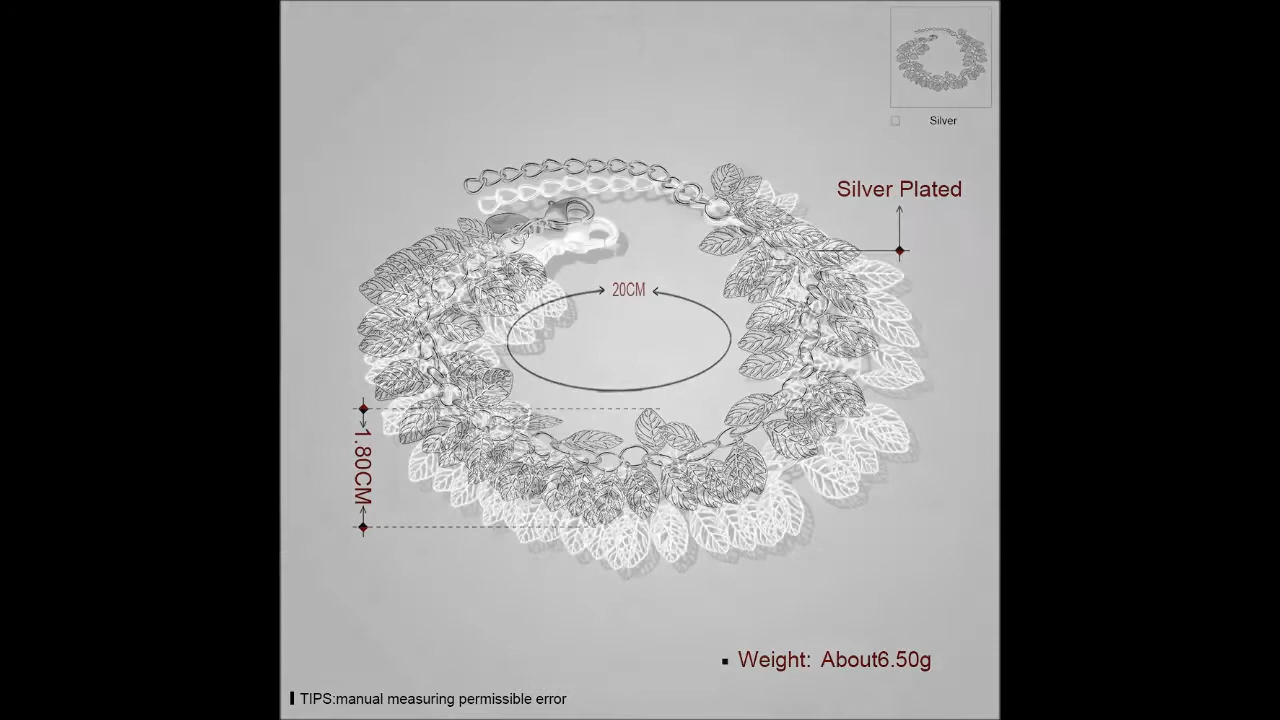 Silver
Silver Plated
20CM
1.80CM
Weight: About6.50g
TIPS:manual measuring permissible error